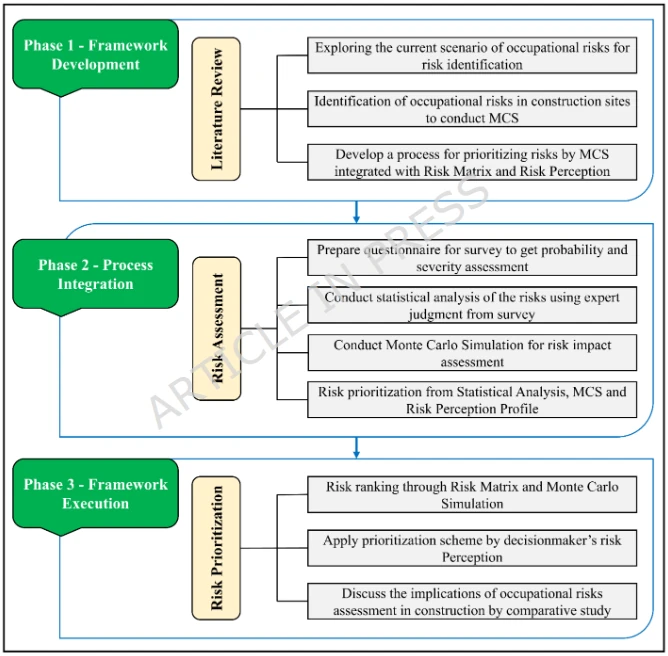 Phase 1 - Framework
Development
Literature Review
Exploring the current scenario of occupational risks for
risk identification
Identification of occupational risks in construction sites
to conduct MCS
Develop a process for prioritizing risks by MCS
integrated with Risk Matrix and Risk Perception
Phase 2 - Process
Integration
Risk Assessment
Prepare questionnaire for survey to get probability and
severity assessment
Conduct statistical analysis of the risks using expert
judgment from survey
Conduct Monte Carlo Simulation for risk impact
assessment
Risk prioritization from Statistical Analysis, MCS and
Risk Perception Profile
Phase 3 - Framework
Execution
Risk Prioritization
Risk ranking through Risk Matrix and Monte Carlo
Simulation
Apply prioritization scheme by decisionmaker's risk
Perception
Discuss the implications of occupational risks
assessment in construction by comparative study
ARTICLE IN PRESS